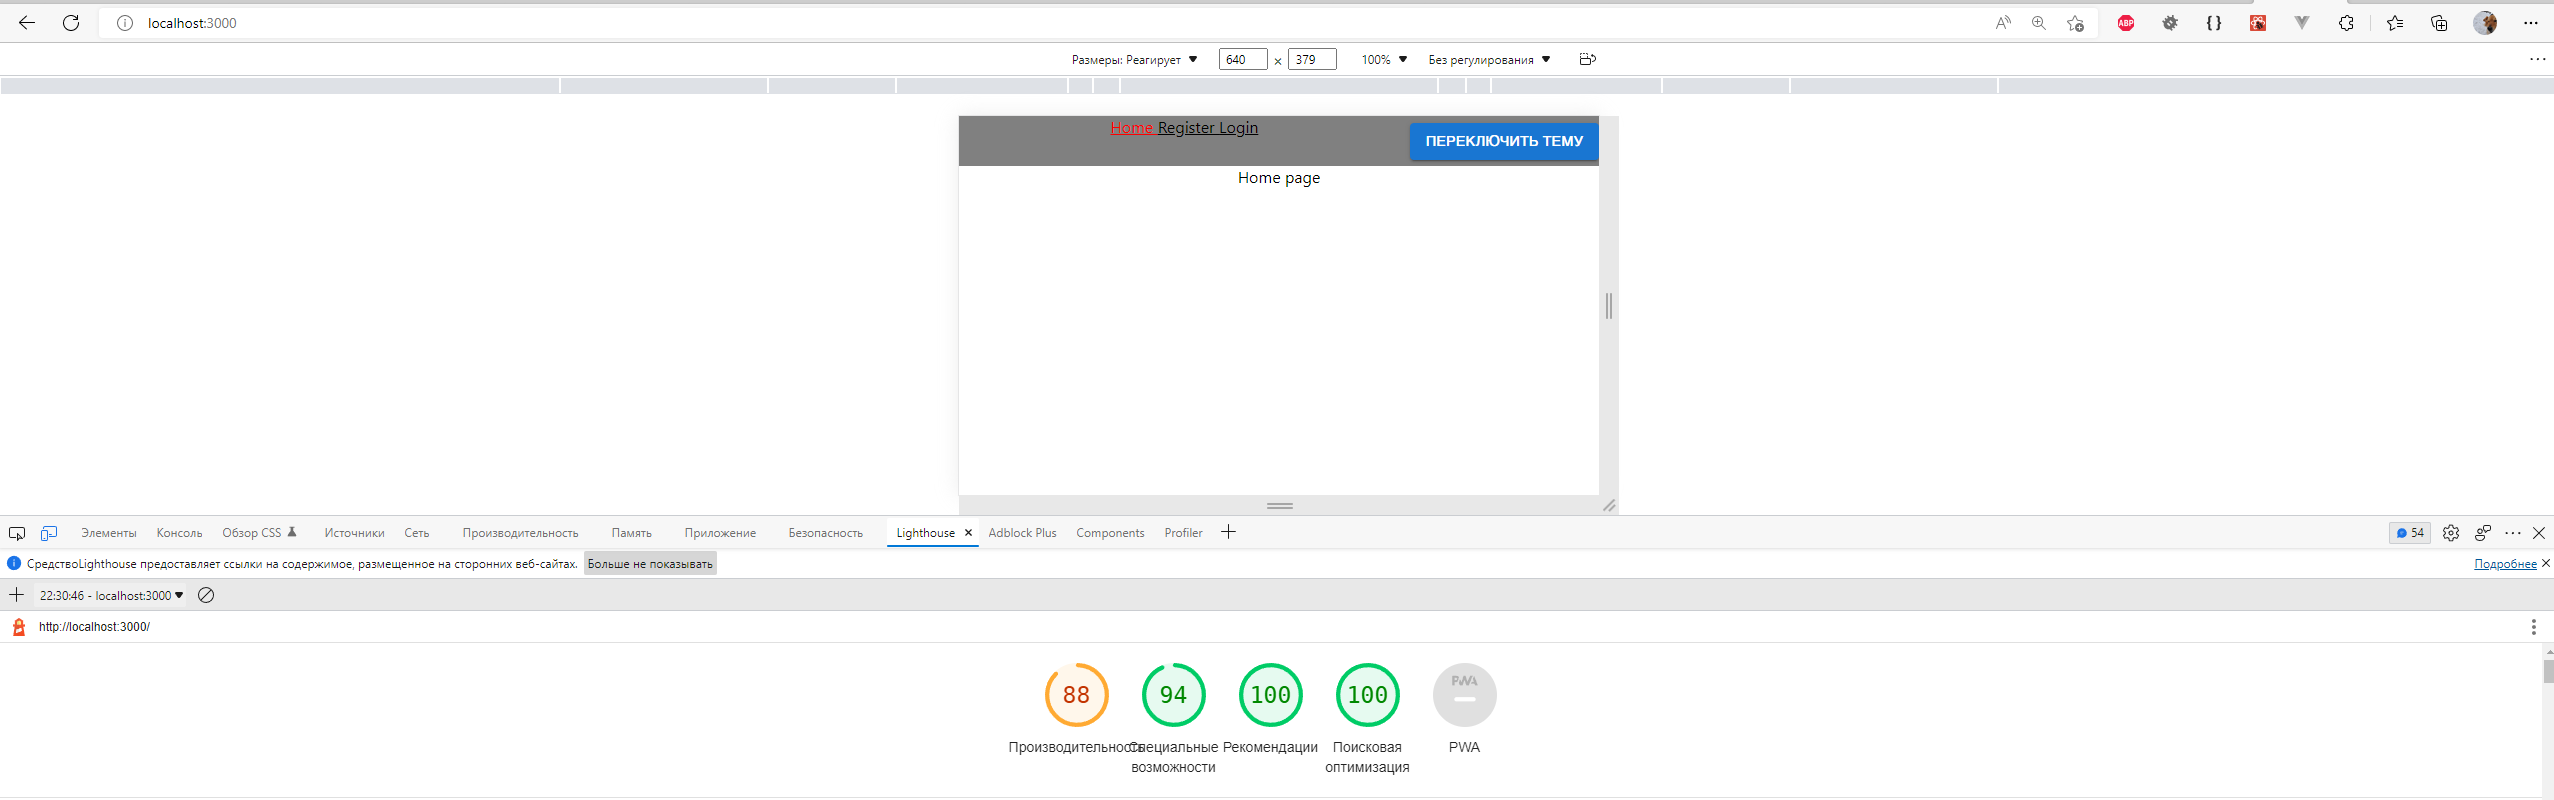 localhost:3000
ABP
Размеры: Реагирует ▼ 640 × 379 100% ▼ Без регулирования ▼
Home Register Login ПЕРЕКЛЮЧИТЬ ТЕМУ
Home page
Элементы Консоль Обзор CSS Источники Сеть Производительность Память Приложение Безопасность Lighthouse × Adblock Plus Components Profiler + 54
СредствоLighthouse предоставляет ссылки на содержимое, размещенное на сторонних веб-сайтах. Больше не показывать Подробнее
22:30:46 - localhost:3000 ▼
http://localhost:3000/
88 94 100 100 PWA
Производительность Специальные возможности Рекомендации Поисковая оптимизация PWA